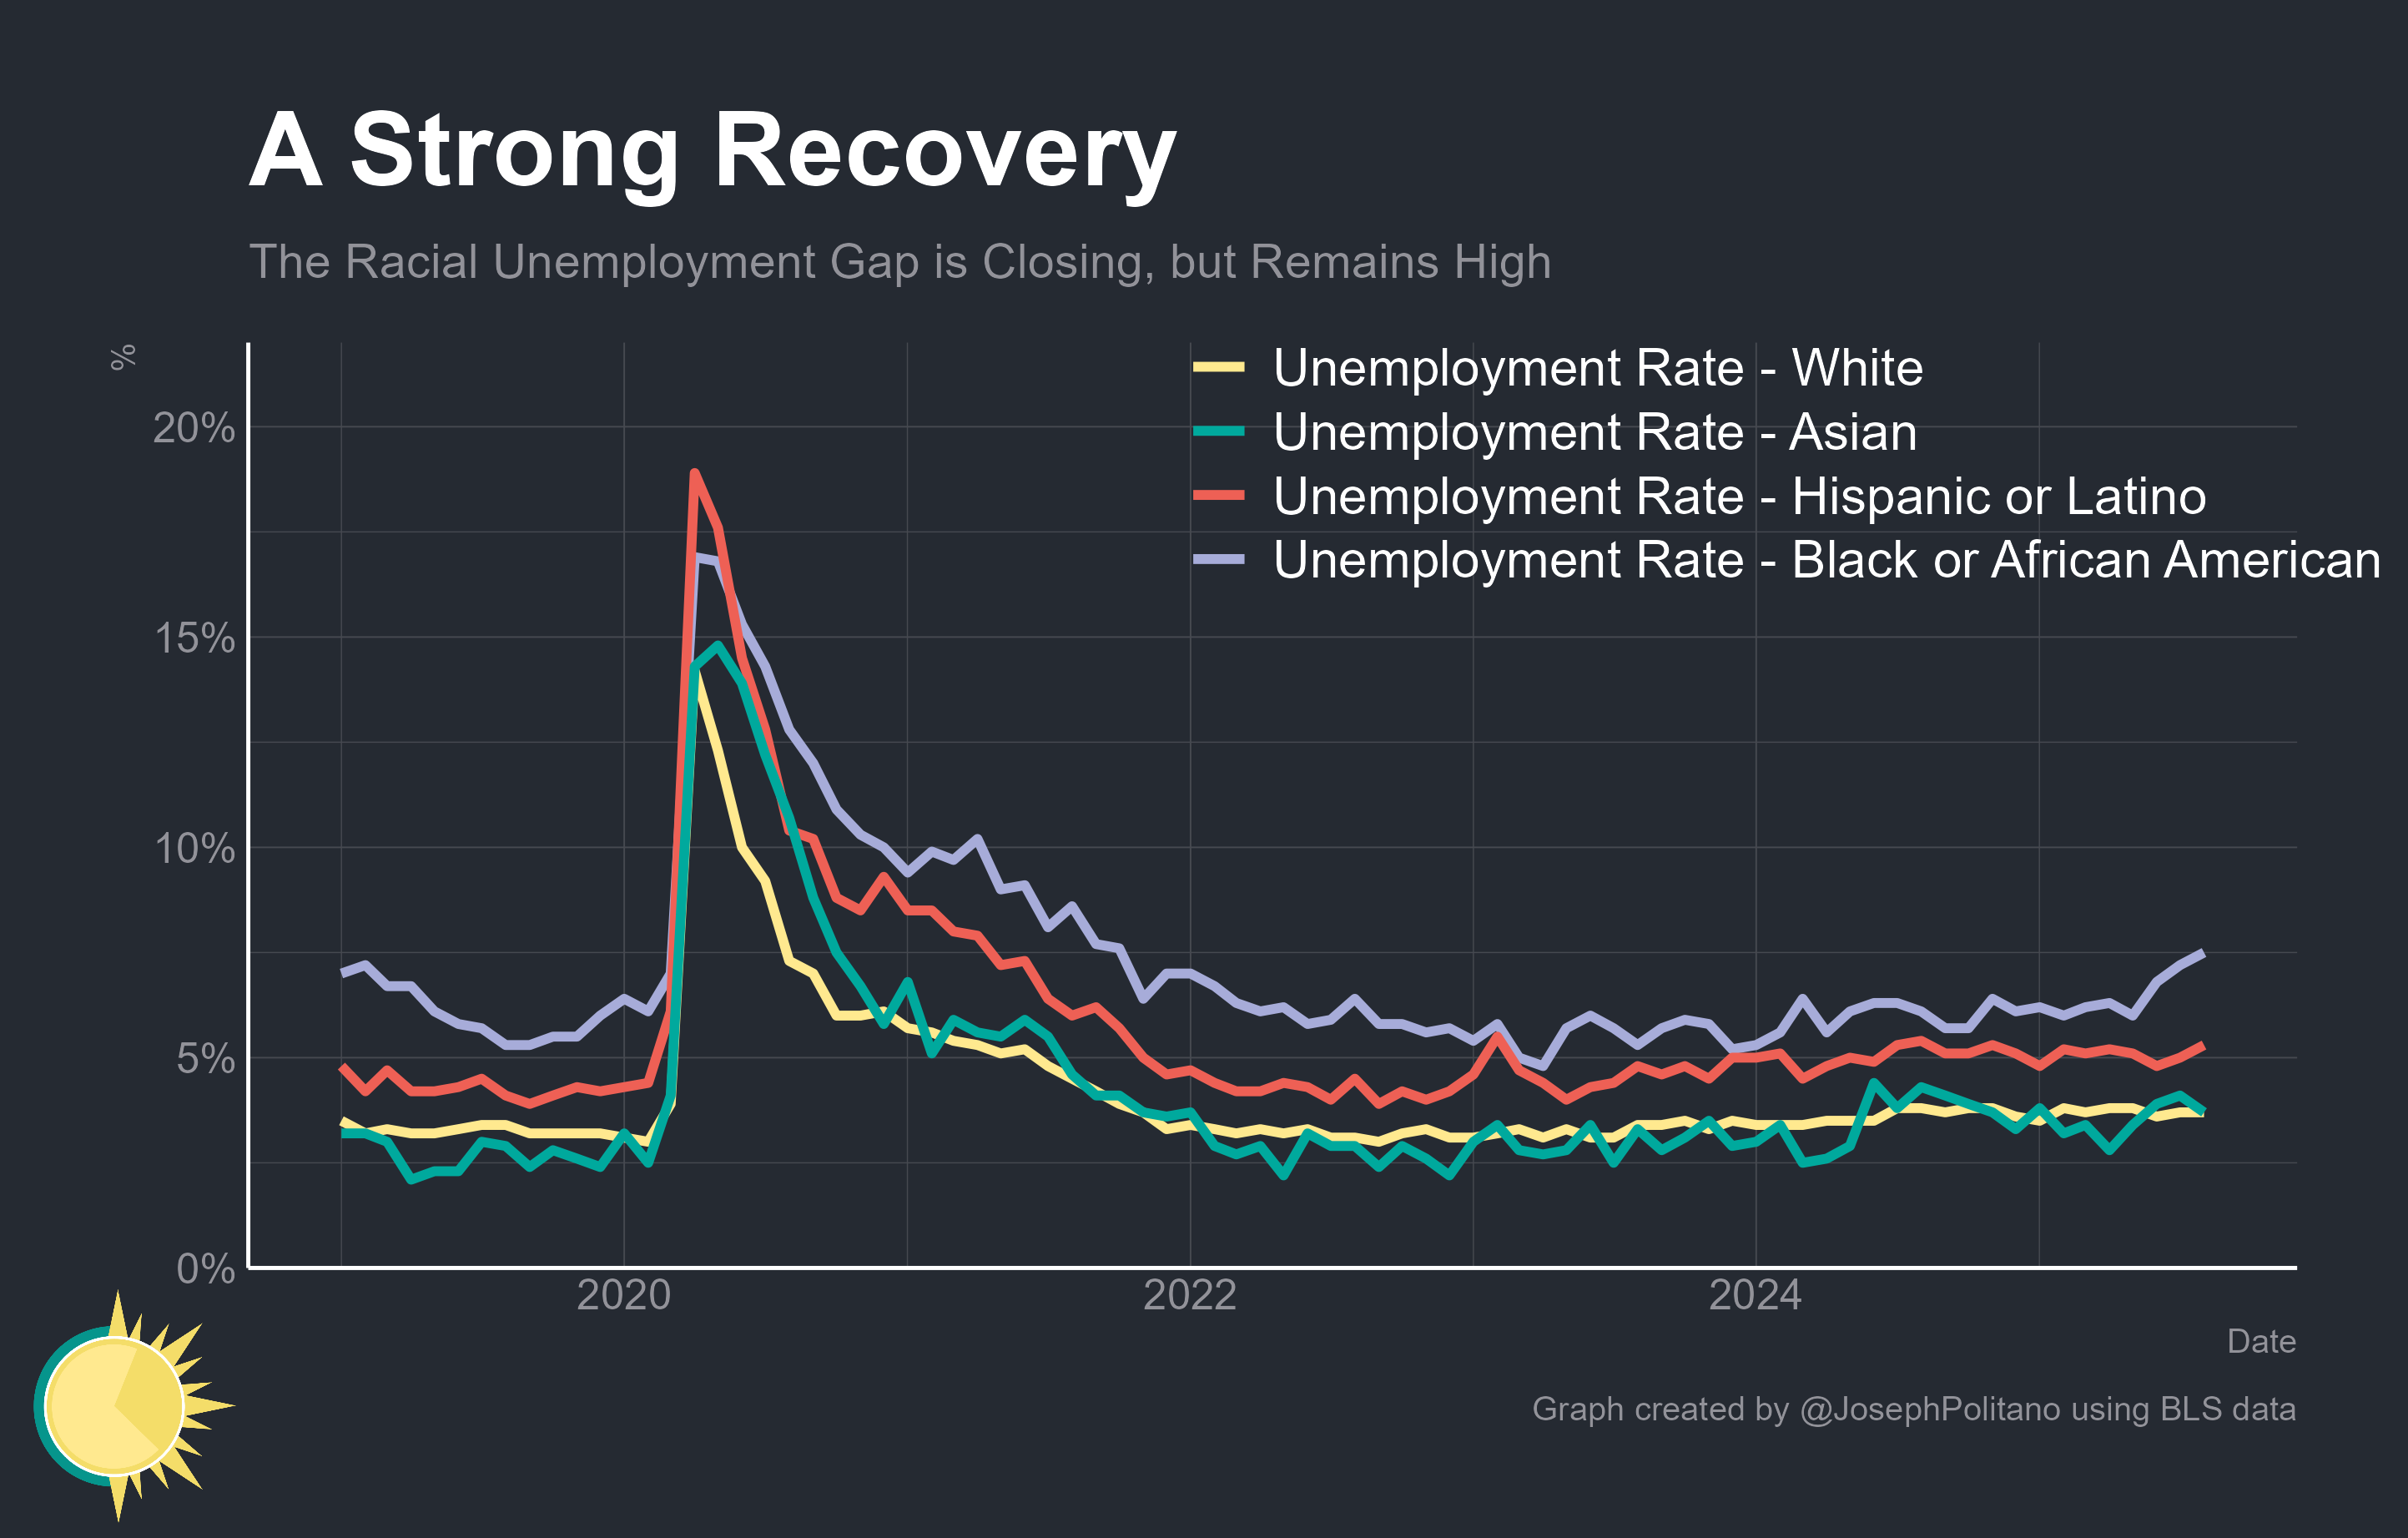 A Strong Recovery
The Racial Unemployment Gap is Closing, but Remains High
%
Unemployment Rate - White
Unemployment Rate - Asian
Unemployment Rate - Hispanic or Latino
Unemployment Rate - Black or African American
20%
15%
10%
5%
0%
2020 2022 2024
Date
Graph created by @JosephPolitano using BLS data